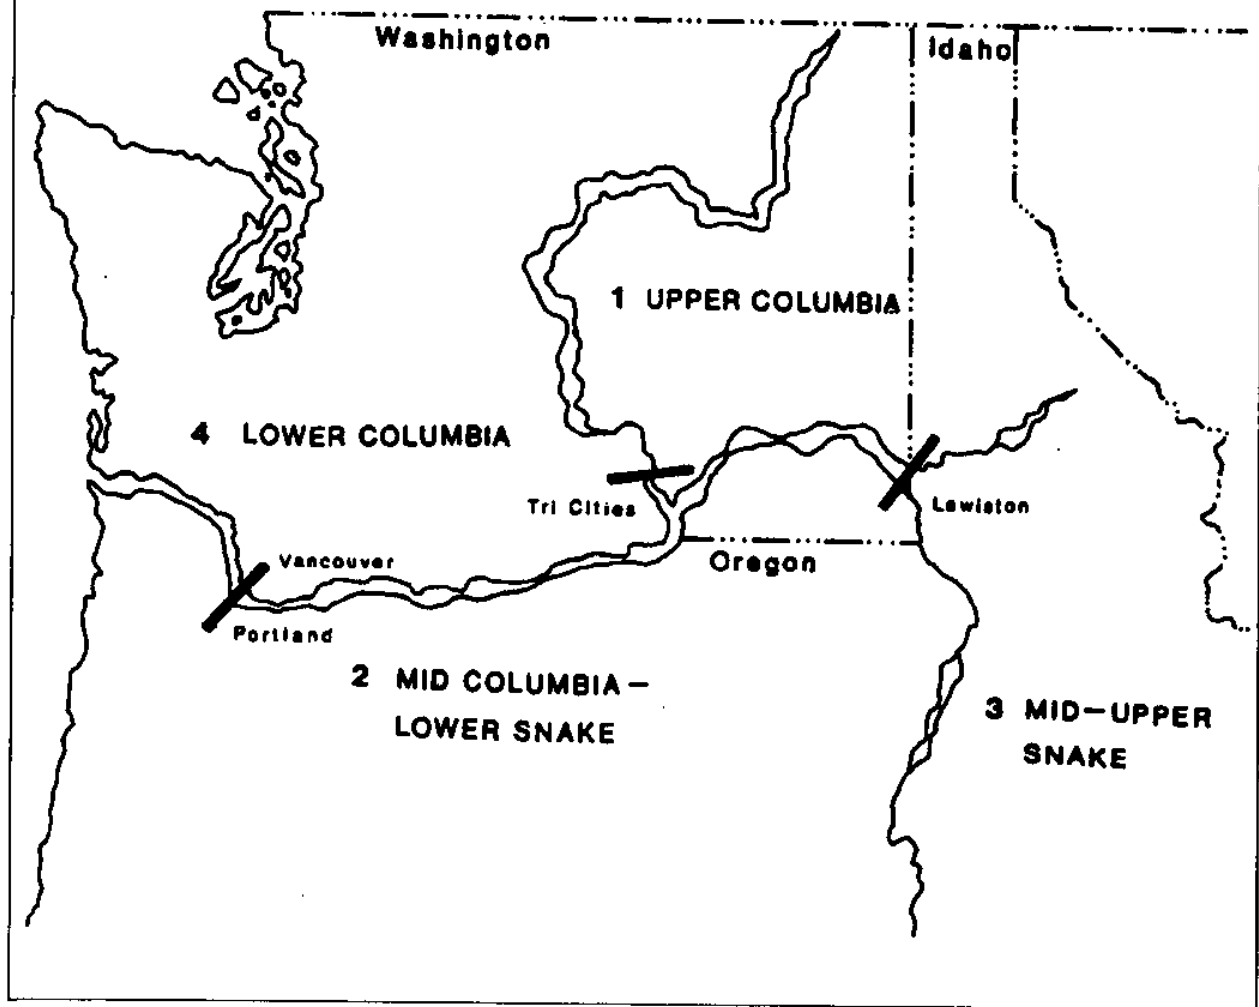 Washington
Idaho
1 UPPER COLUMBIA
4 LOWER COLUMBIA
Tri Cities
Lewiston
Vancouver
Oregon
Portland
2 MID COLUMBIA –
LOWER SNAKE
3 MID–UPPER
SNAKE